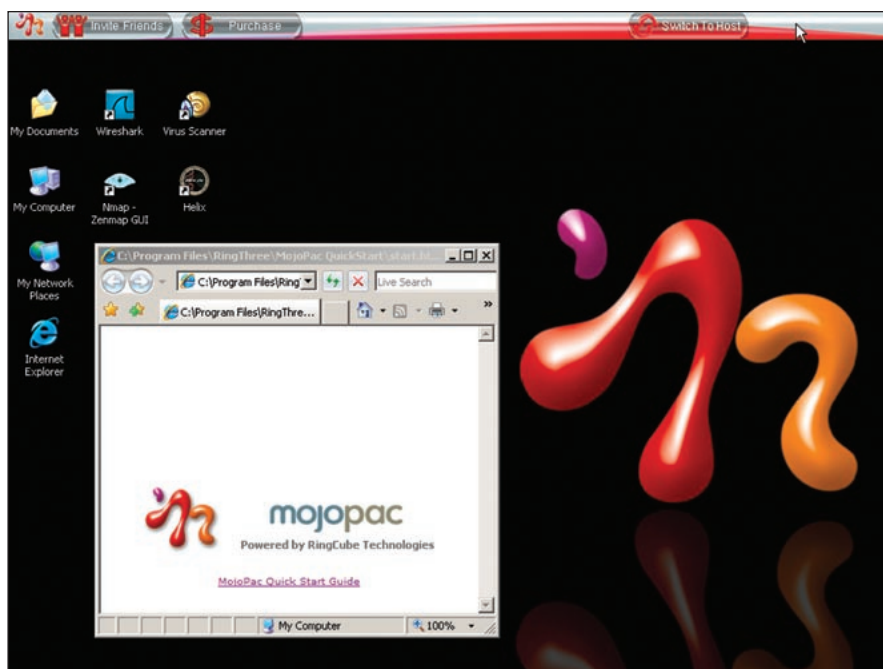 Invite Friends
Purchase
Switch To Host
My Documents
Wireshark
Virus Scanner
My Computer
Nmap -
Zenmap GUI
Helix
My Network
Places
Internet
Explorer
C:\Program Files\RingThree\MojoPac QuickStart\start.ht...
C:\Program Files\Ring
Live Search
C:\Program Files\RingThre...
mojopac
Powered by RingCube Technologies
MojoPac Quick Start Guide
My Computer
100%